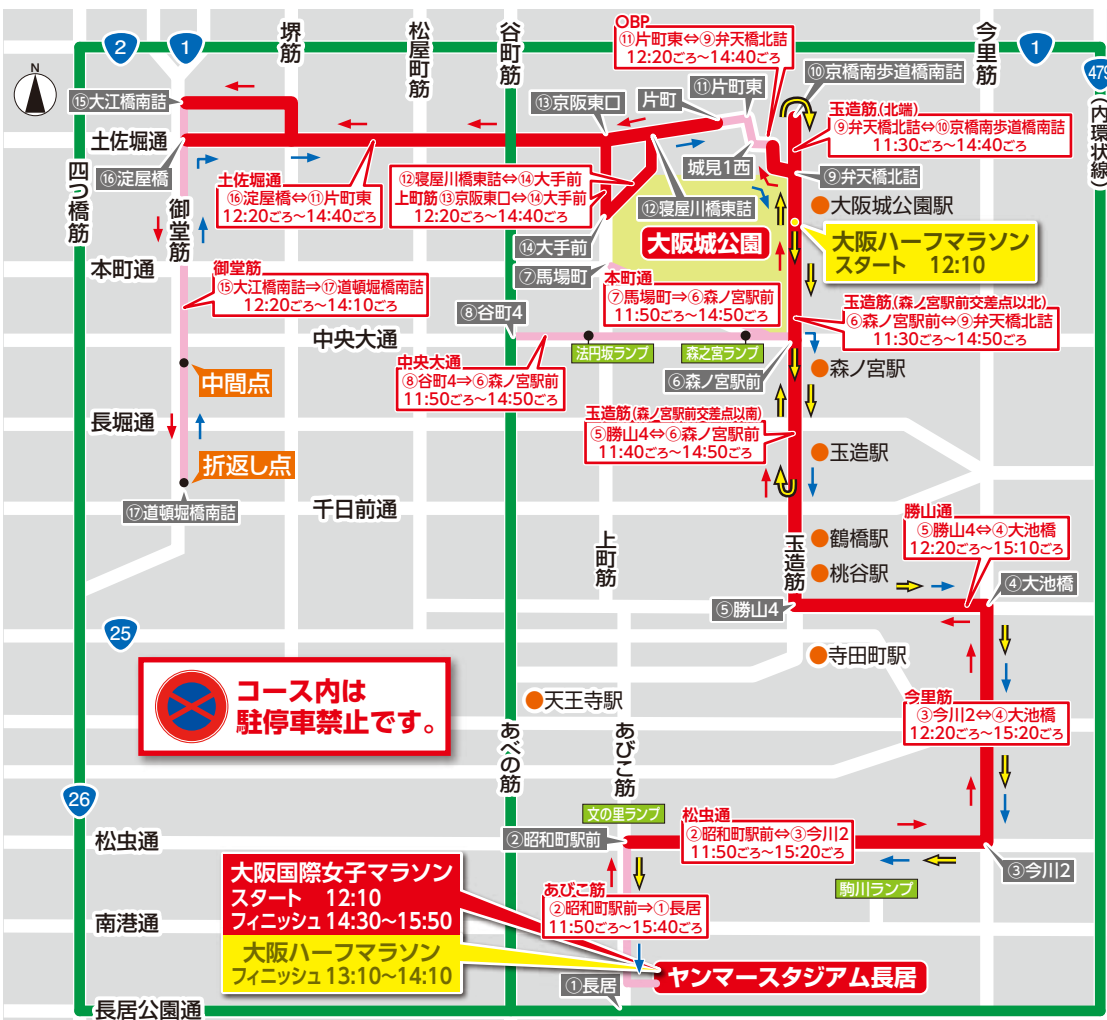 N
2
1
堺筋
松屋町筋
谷町筋
OBP
⑪片町東⇔⑨弁天橋北詰
12:20ごろ～14:40ごろ
今里筋
1
479
(内環状線)
⑩京橋南歩道橋南詰
⑮大江橋南詰
⑬京阪東口
片町
⑪片町東
玉造筋(北端)
⑨弁天橋北詰⇔⑩京橋南歩道橋南詰
11:30ごろ～14:40ごろ
土佐堀通
四つ橋筋
⑯淀屋橋
御堂筋
土佐堀通
⑯淀屋橋⇔⑪片町東
12:20ごろ～14:40ごろ
⑫寝屋川橋東詰⇔⑭大手前
上町筋⑬京阪東口⇔⑭大手前
12:20ごろ～14:40ごろ
城見1西
⑨弁天橋北詰
⑫寝屋川橋東詰
大阪城公園駅
⑭大手前
大阪城公園
大阪ハーフマラソン
スタート 12:10
本町通
御堂筋
⑮大江橋南詰⇒⑰道頓堀橋南詰
12:20ごろ～14:10ごろ
⑦馬場町
本町通
⑦馬場町⇒⑥森ノ宮駅前
11:50ごろ～14:50ごろ
玉造筋(森ノ宮駅前交差点以北)
⑥森ノ宮駅前⇔⑨弁天橋北詰
11:30ごろ～14:50ごろ
⑧谷町4
中央大通
法円坂ランプ
森之宮ランプ
中央大通
⑧谷町4⇒⑥森ノ宮駅前
11:50ごろ～14:50ごろ
⑥森ノ宮駅前
森ノ宮駅
中間点
玉造筋(森ノ宮駅前交差点以南)
⑤勝山4⇔⑥森ノ宮駅前
11:40ごろ～14:50ごろ
長堀通
玉造駅
折返し点
⑰道頓堀橋南詰
千日前通
上町筋
玉造筋
鶴橋駅
桃谷駅
勝山通
⑤勝山4⇔④大池橋
12:20ごろ～15:10ごろ
④大池橋
⑤勝山4
25
寺田町駅
コース内は
駐停車禁止です。
天王寺駅
今里筋
③今川2⇔④大池橋
12:20ごろ～15:20ごろ
あべの筋
あびこ筋
26
文の里ランプ
松虫通
②昭和町駅前
松虫通
②昭和町駅前⇔③今川2
11:50ごろ～15:20ごろ
③今川2
駒川ランプ
大阪国際女子マラソン
スタート 12:10
フィニッシュ 14:30～15:50
あびこ筋
②昭和町駅前⇒①長居
11:50ごろ～15:40ごろ
南港通
大阪ハーフマラソン
フィニッシュ 13:10～14:10
①長居
ヤンマースタジアム長居
長居公園通